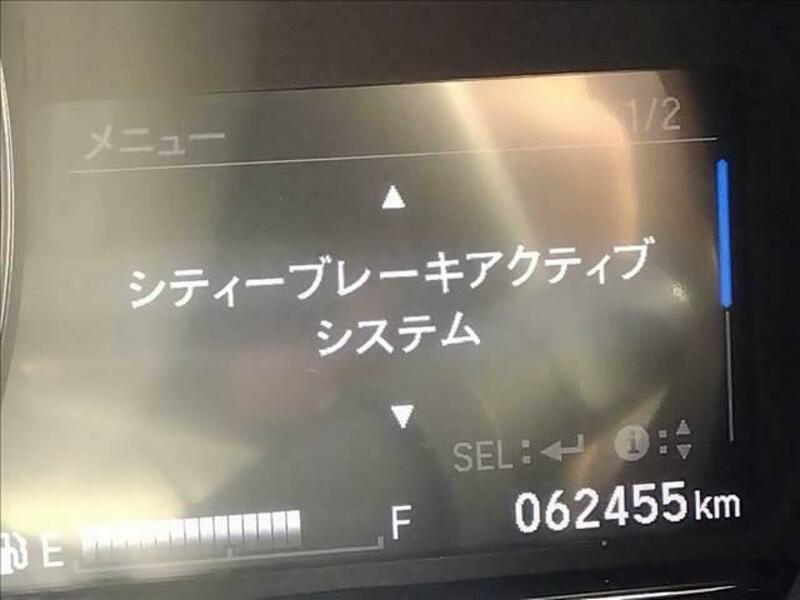 メニュー 1/2
シティーブレーキアクティブ
システム
SEL: i :
062455km
E F